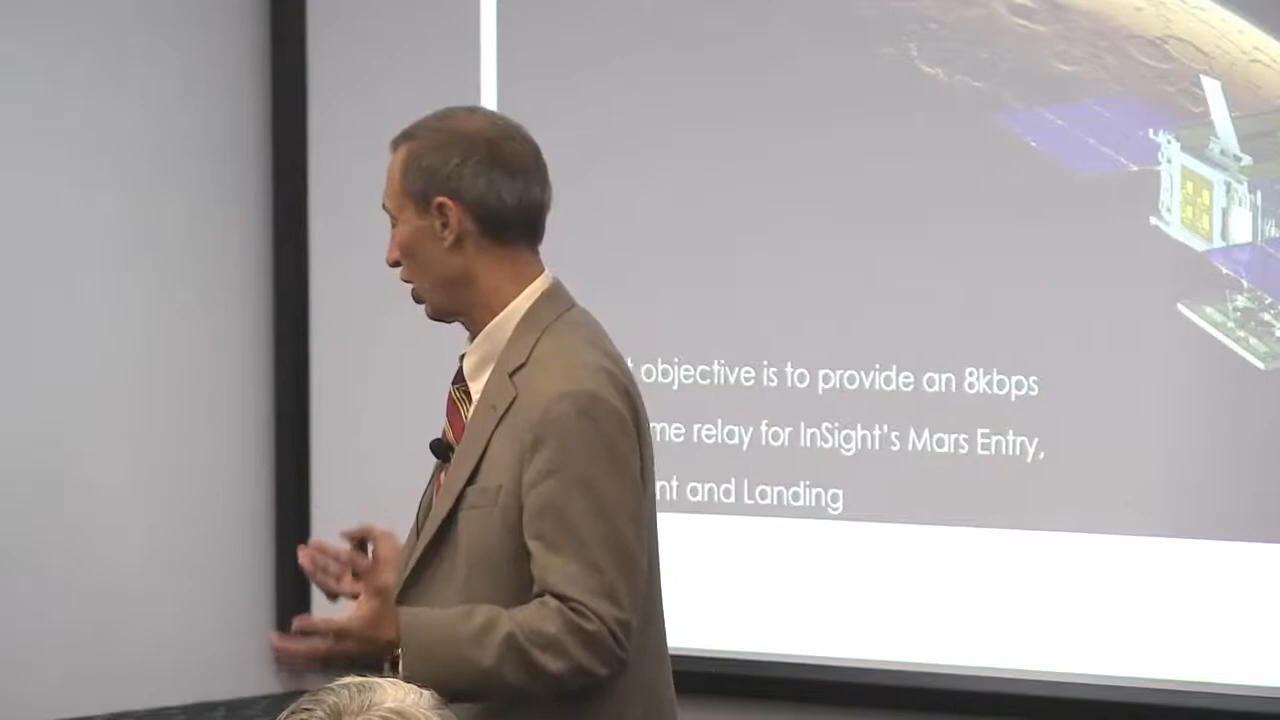 objective is to provide an 8kbps
me relay for InSight's Mars Entry,
nt and Landing